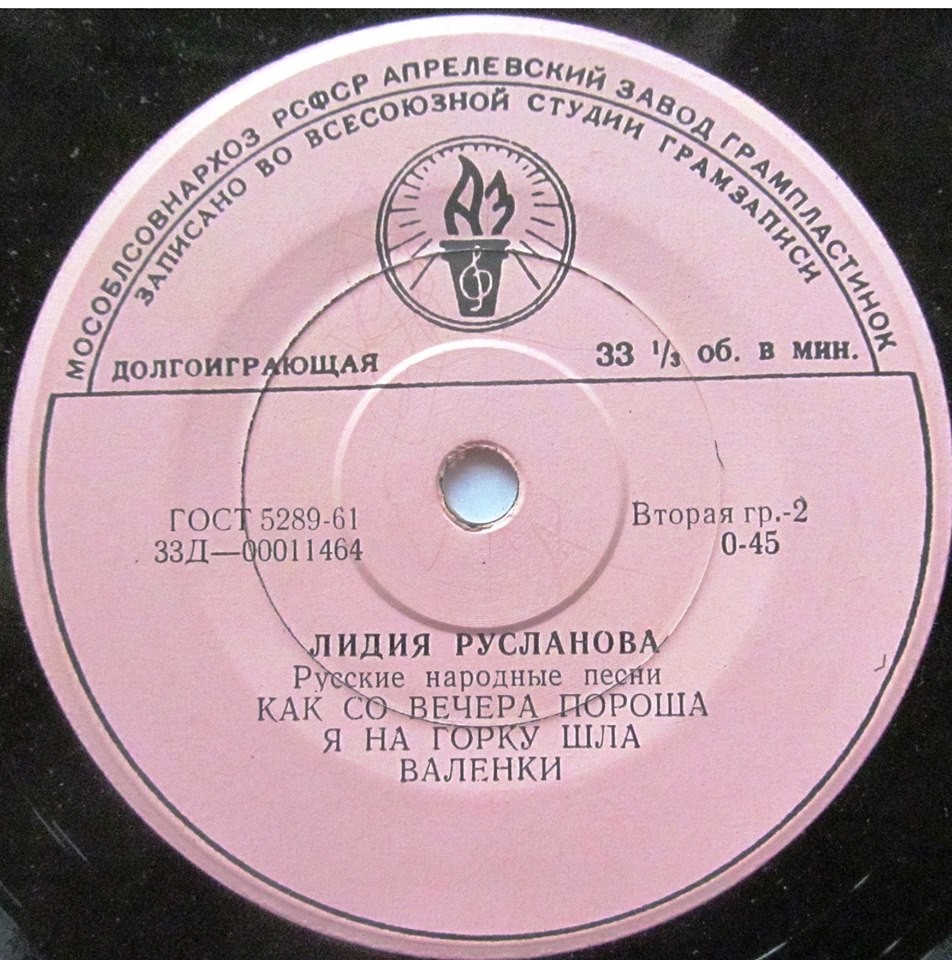 МОСОБЛСОВНАРХОЗ РСФСР АПРЕЛЕВСКИЙ ЗАВОД ГРАМПЛАСТИНОК
ЗАПИСАНО ВО ВСЕСОЮЗНОЙ СТУДИИ ГРАМЗАПИСИ
АЗ
ДОЛГОИГРАЮЩАЯ
33 ⅓ об. в мин.
ГОСТ 5289-61
33Д—00011464
Вторая гр.-2
0-45
ЛИДИЯ РУСЛАНОВА
Русские народные песни
КАК СО ВЕЧЕРА ПОРОША
Я НА ГОРКУ ШЛА
ВАЛЕНКИ